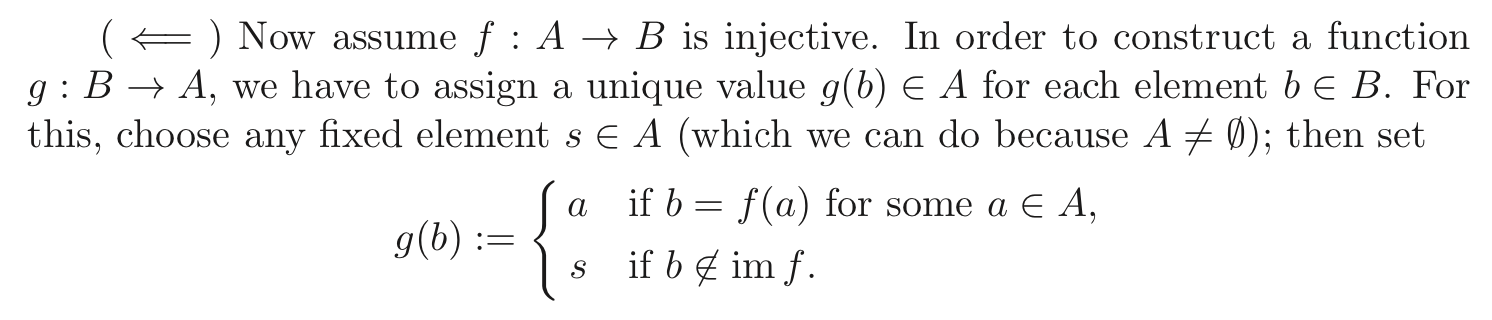 ( ⟸ ) Now assume f : A → B is injective. In order to construct a function
g : B → A, we have to assign a unique value g(b) ∈ A for each element b ∈ B. For
this, choose any fixed element s ∈ A (which we can do because A ≠ ∅); then set
g(b) := { a if b = f(a) for some a ∈ A,
s if b ∉ im f.